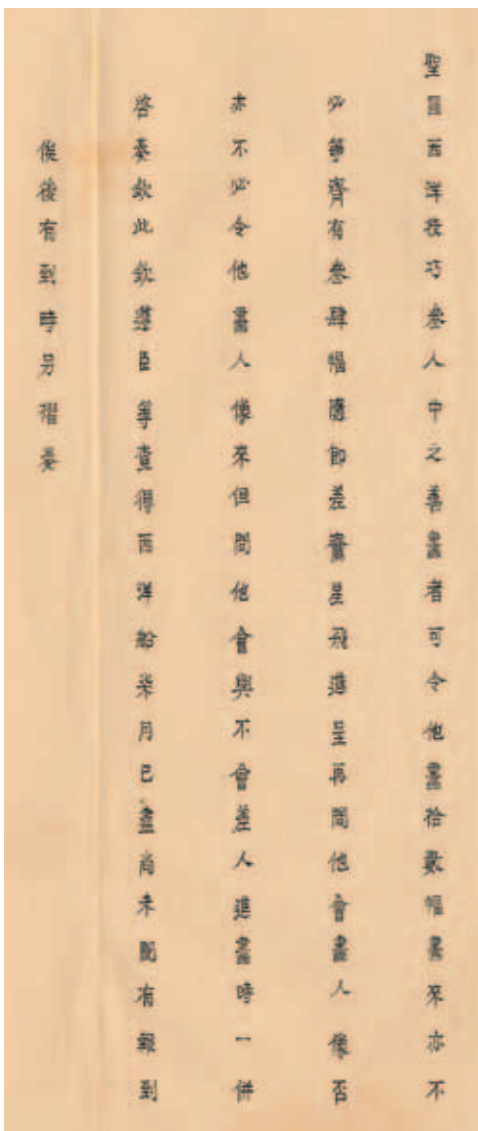 聖旨西洋技巧叁人中之善畫者可令他畫拾數幅畫來亦不
必等齊有叁肆幅隨即差齎星飛進呈再問他會畫人像否
亦不必令他畫人像來但問他會與不會差人進畫時一併
啓奏欽此欽遵臣等查得西洋船柒月已盡尚未聞有報到
俟後有到時另摺奏